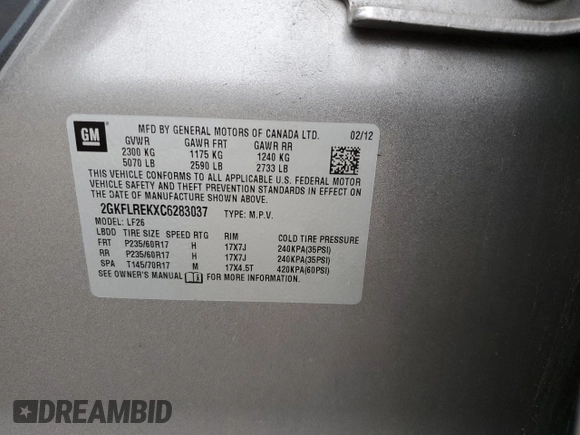 GM
MFD BY GENERAL MOTORS OF CANADA LTD. 02/12
GVWR GAWR FRT GAWR RR
2300 KG 1175 KG 1240 KG
5070 LB 2590 LB 2733 LB
THIS VEHICLE CONFORMS TO ALL APPLICABLE U.S. FEDERAL MOTOR
VEHICLE SAFETY AND THEFT PREVENTION STANDARDS IN EFFECT ON
THE DATE OF MANUFACTURE SHOWN ABOVE.
2GKFLREKXC6283037 TYPE: M.P.V.
MODEL: LF26
LBDD TIRE SIZE SPEED RTG RIM COLD TIRE PRESSURE
FRT P235/60R17 H 17X7J 240KPA(35PSI)
RR P235/60R17 H 17X7J 240KPA(35PSI)
SPA T145/70R17 M 17X4.5T 420KPA(60PSI)
SEE OWNER'S MANUAL FOR MORE INFORMATION.
DREAMBID